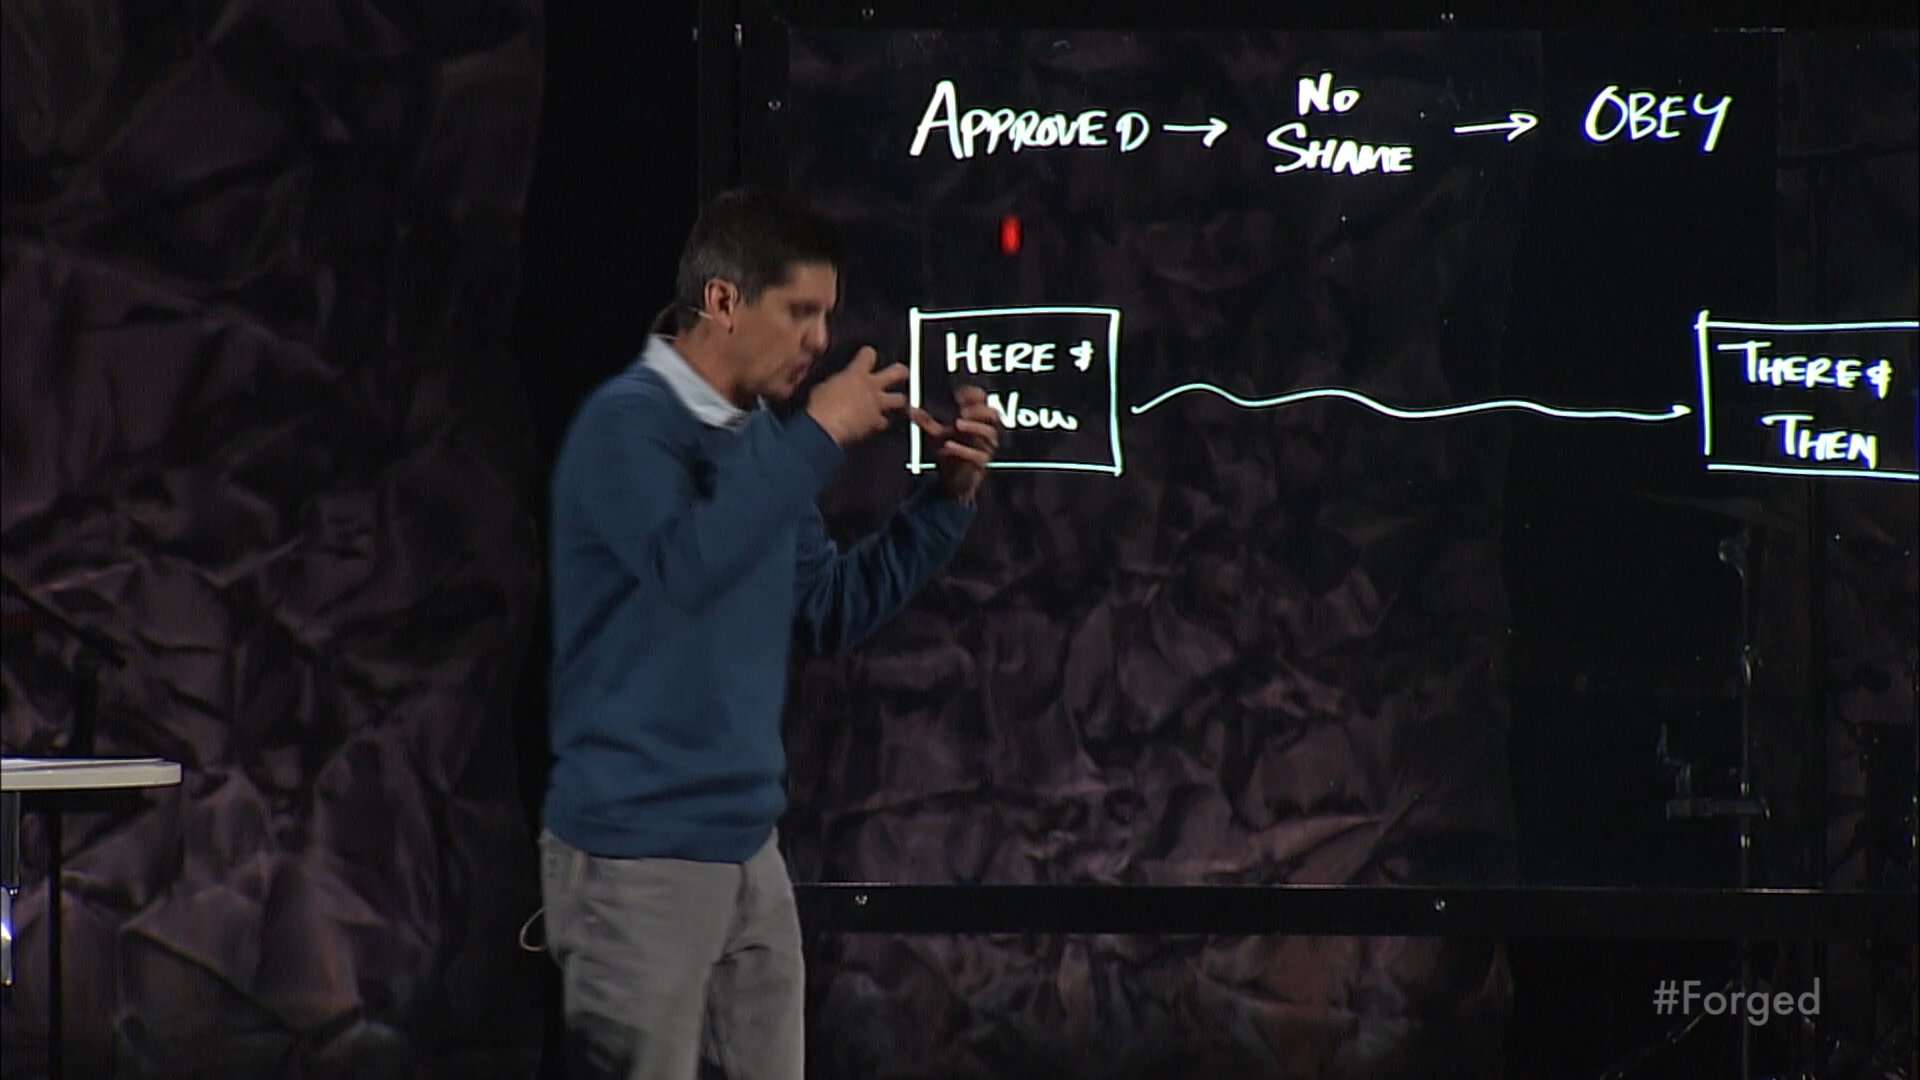 APPROVED → NO SHAME → OBEY
HERE &
NOW
THERE &
THEN
#Forged